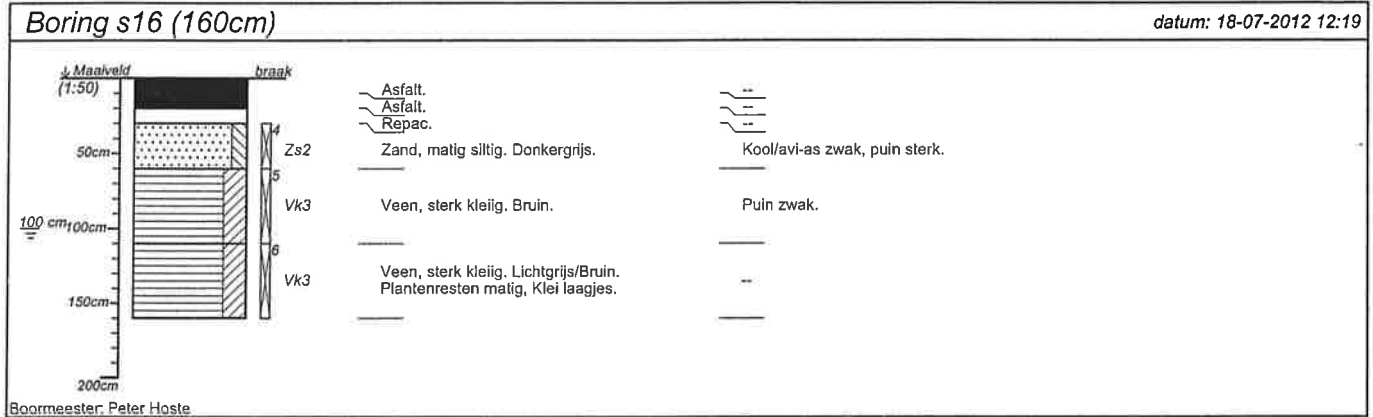 Boring s16 (160cm)
datum: 18-07-2012 12:19
Maaiveld
braak
(1:50)
Asfalt. --
Asfalt. --
Repac. --
4
50cm
Zs2
Zand, matig siltig. Donkergrijs.
Kool/avi-as zwak, puin sterk.
5
Vk3
Veen, sterk kleiig. Bruin.
Puin zwak.
100 cm
100cm
6
Vk3
Veen, sterk kleiig. Lichtgrijs/Bruin.
Plantenresten matig, Klei laagjes.
--
150cm
200cm
Boormeester: Peter Hoste